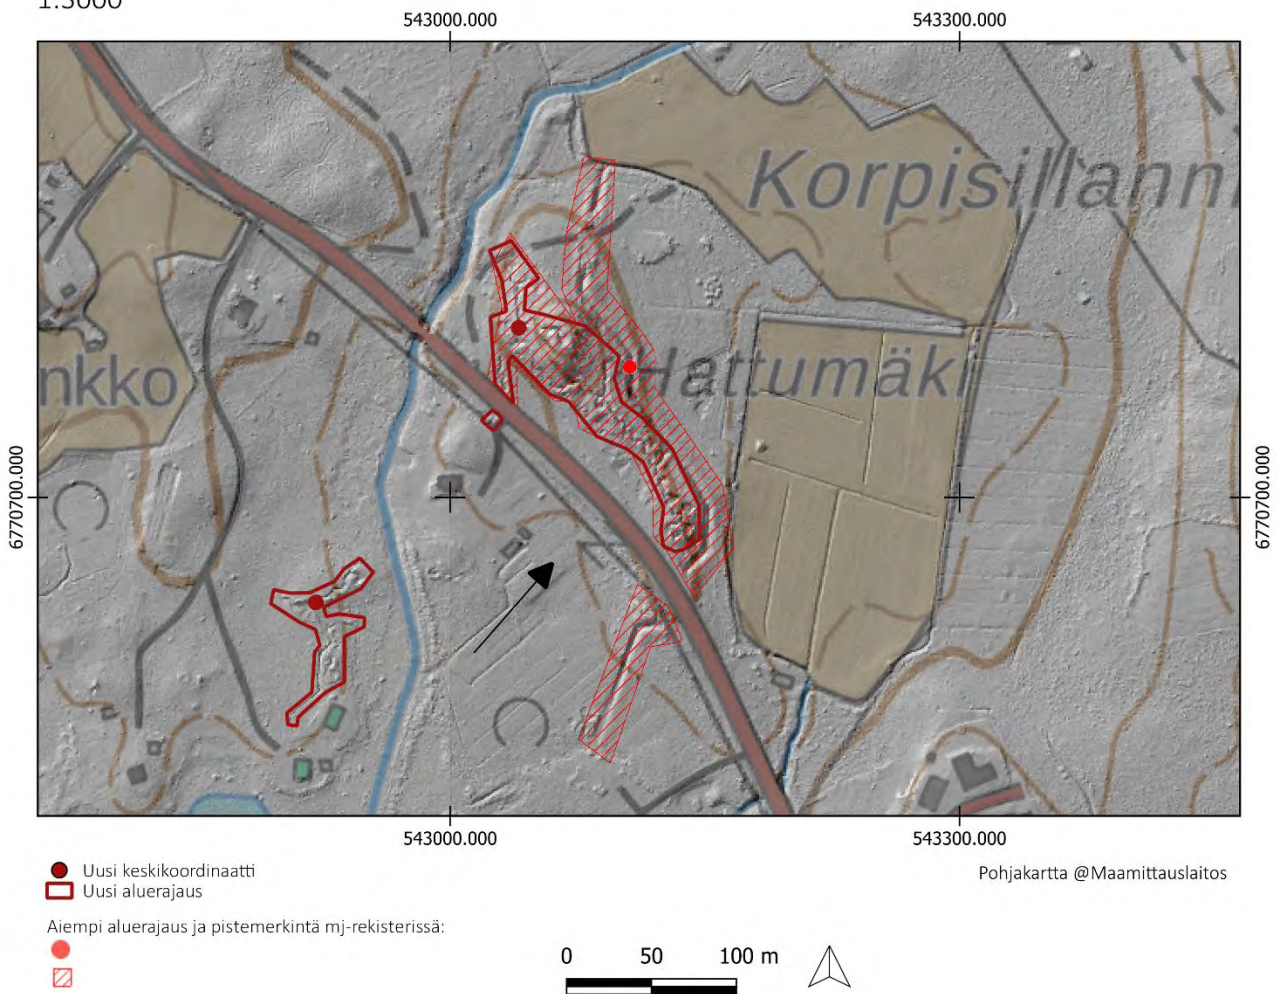 1:3000
543000.000 543300.000
Korpisillanni
Hattumäki
nkko
6770700.000 6770700.000
543000.000 543300.000
Uusi keskikoordinaatti
Uusi aluerajaus
Pohjakartta @Maamittauslaitos
Aiempi aluerajaus ja pistemerkintä mj-rekisterissä:
0 50 100 m